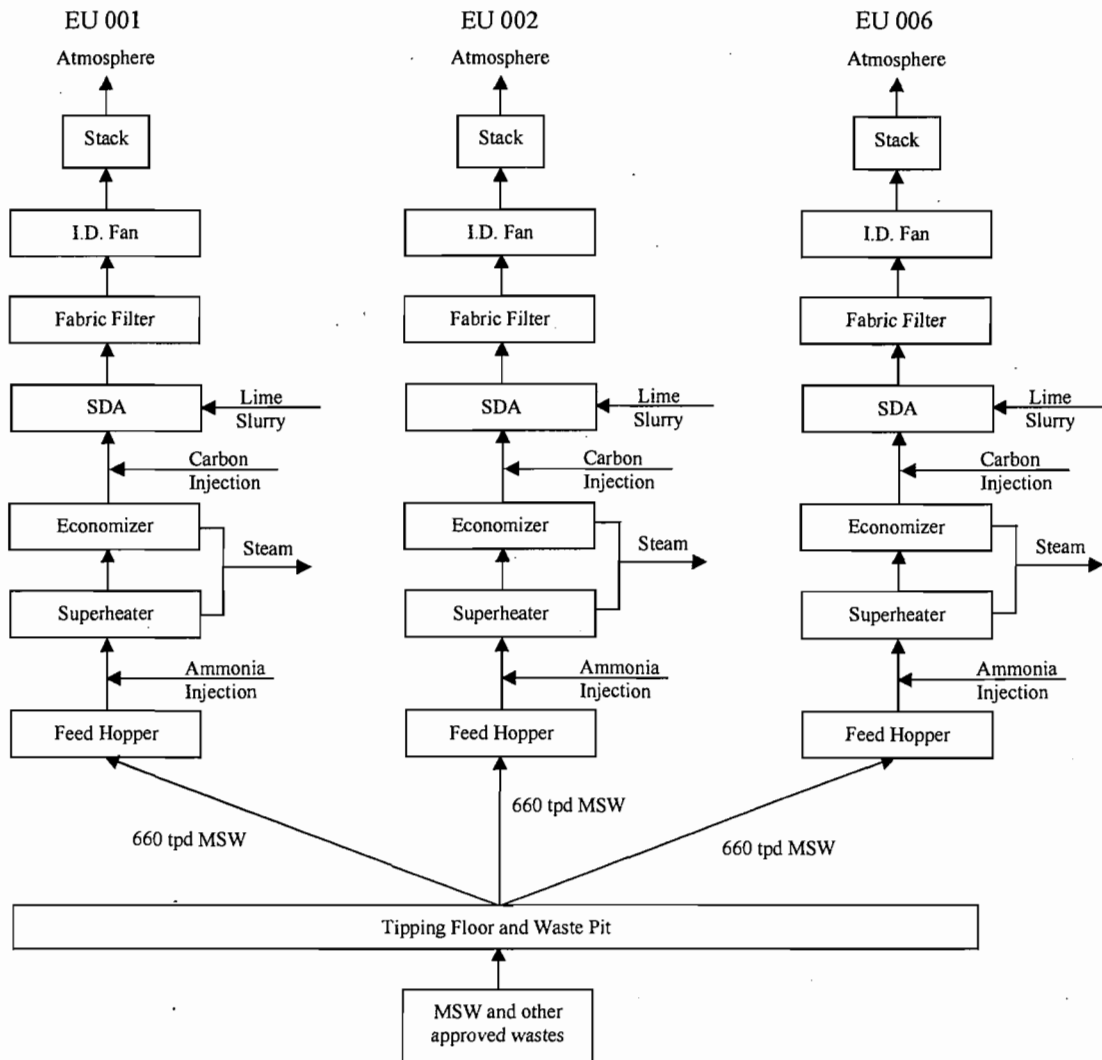 EU 001
EU 002
EU 006
Atmosphere
Atmosphere
Atmosphere
Stack
Stack
Stack
I.D. Fan
I.D. Fan
I.D. Fan
Fabric Filter
Fabric Filter
Fabric Filter
SDA
Lime
Slurry
SDA
Lime
Slurry
SDA
Lime
Slurry
Carbon
Injection
Carbon
Injection
Carbon
Injection
Economizer
Economizer
Economizer
Steam
Steam
Steam
Superheater
Superheater
Superheater
Ammonia
Injection
Ammonia
Injection
Ammonia
Injection
Feed Hopper
Feed Hopper
Feed Hopper
660 tpd MSW
660 tpd MSW
660 tpd MSW
Tipping Floor and Waste Pit
MSW and other
approved wastes